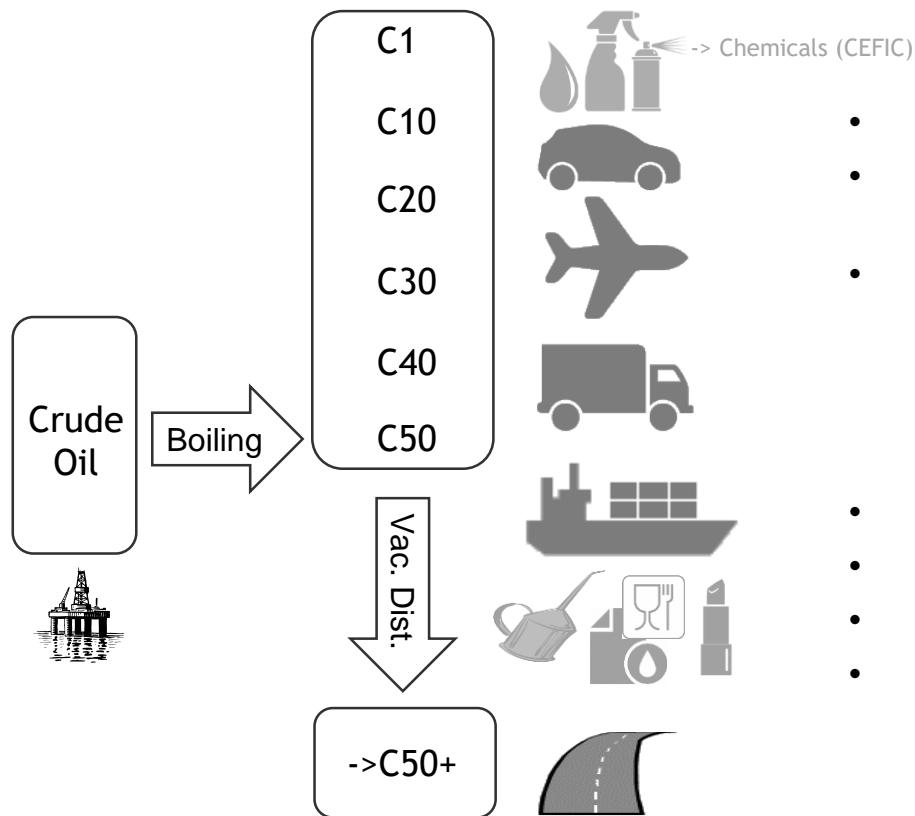 C1
-> Chemicals (CEFIC)
C10
•
•
C20
C30
•
C40
Crude
Oil
Boiling
C50
Vac. Dist.
•
•
•
•
->C50+